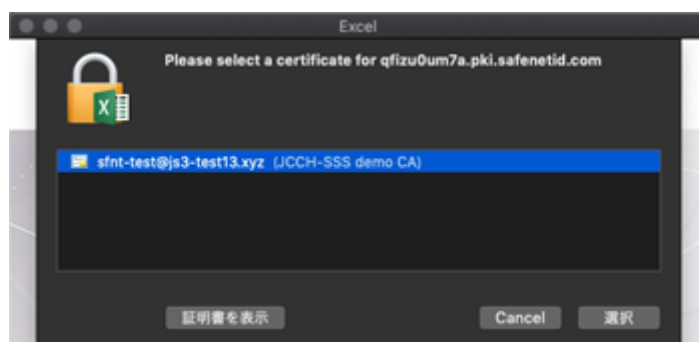 Excel
Please select a certificate for qfizu0um7a.pki.safenetid.com
sfnt-test@js3-test13.xyz (JCCH-SSS demo CA)
証明書を表示
Cancel
選択